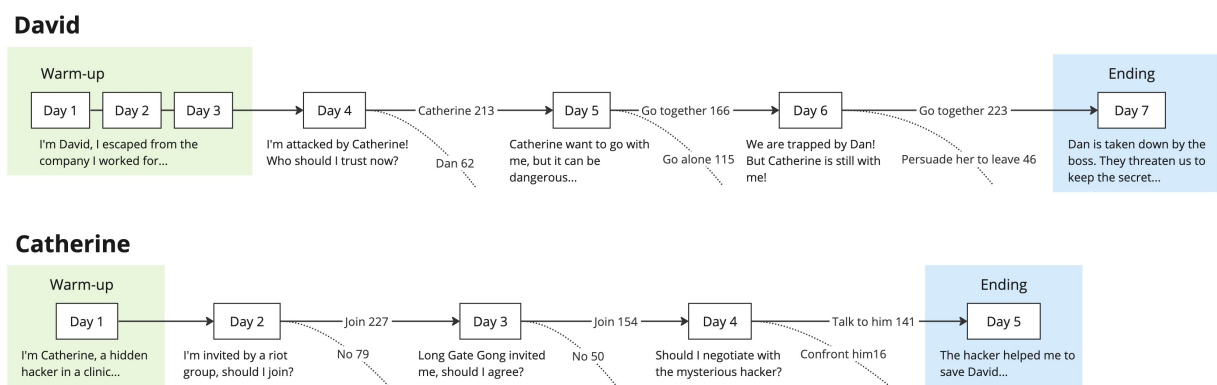 David
Warm-up
Ending
Day 1
Day 2
Day 3
Day 4
Catherine 213
Day 5
Go together 166
Day 6
Go together 223
Day 7
I'm David, I escaped from the
company I worked for...
I'm attacked by Catherine!
Who should I trust now?
Dan 62
Catherine want to go with
me, but it can be
dangerous...
Go alone 115
We are trapped by Dan!
But Catherine is still with
me!
Persuade her to leave 46
Dan is taken down by the
boss. They threaten us to
keep the secret...
Catherine
Warm-up
Ending
Day 1
Day 2
Join 227
Day 3
Join 154
Day 4
Talk to him 141
Day 5
I'm Catherine, a hidden
hacker in a clinic...
I'm invited by a riot
group, should I join?
No 79
Long Gate Gong invited
me, should I agree?
No 50
Should I negotiate with
the mysterious hacker?
Confront him16
The hacker helped me to
save David...